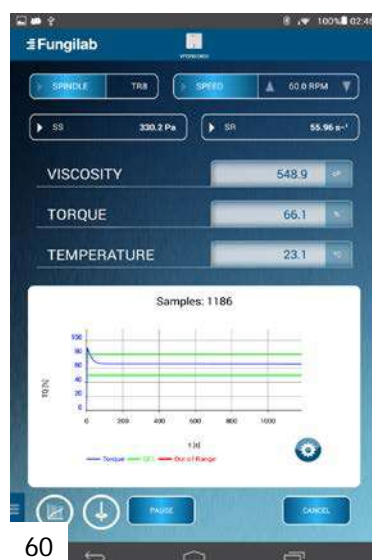 100% 02:46
Fungilab
SPINDLE TR8 SPEED 60.0 RPM
SS 330.2 Pa SR 55.96 s-¹
VISCOSITY 548.9 cP
TORQUE 66.1 %
TEMPERATURE 23.1 ºC
Samples: 1186
100
80
60
40
20
0
TQ [%]
0 200 400 600 800 1000
t [s]
Torque Out of Range
PAUSE CANCEL
60